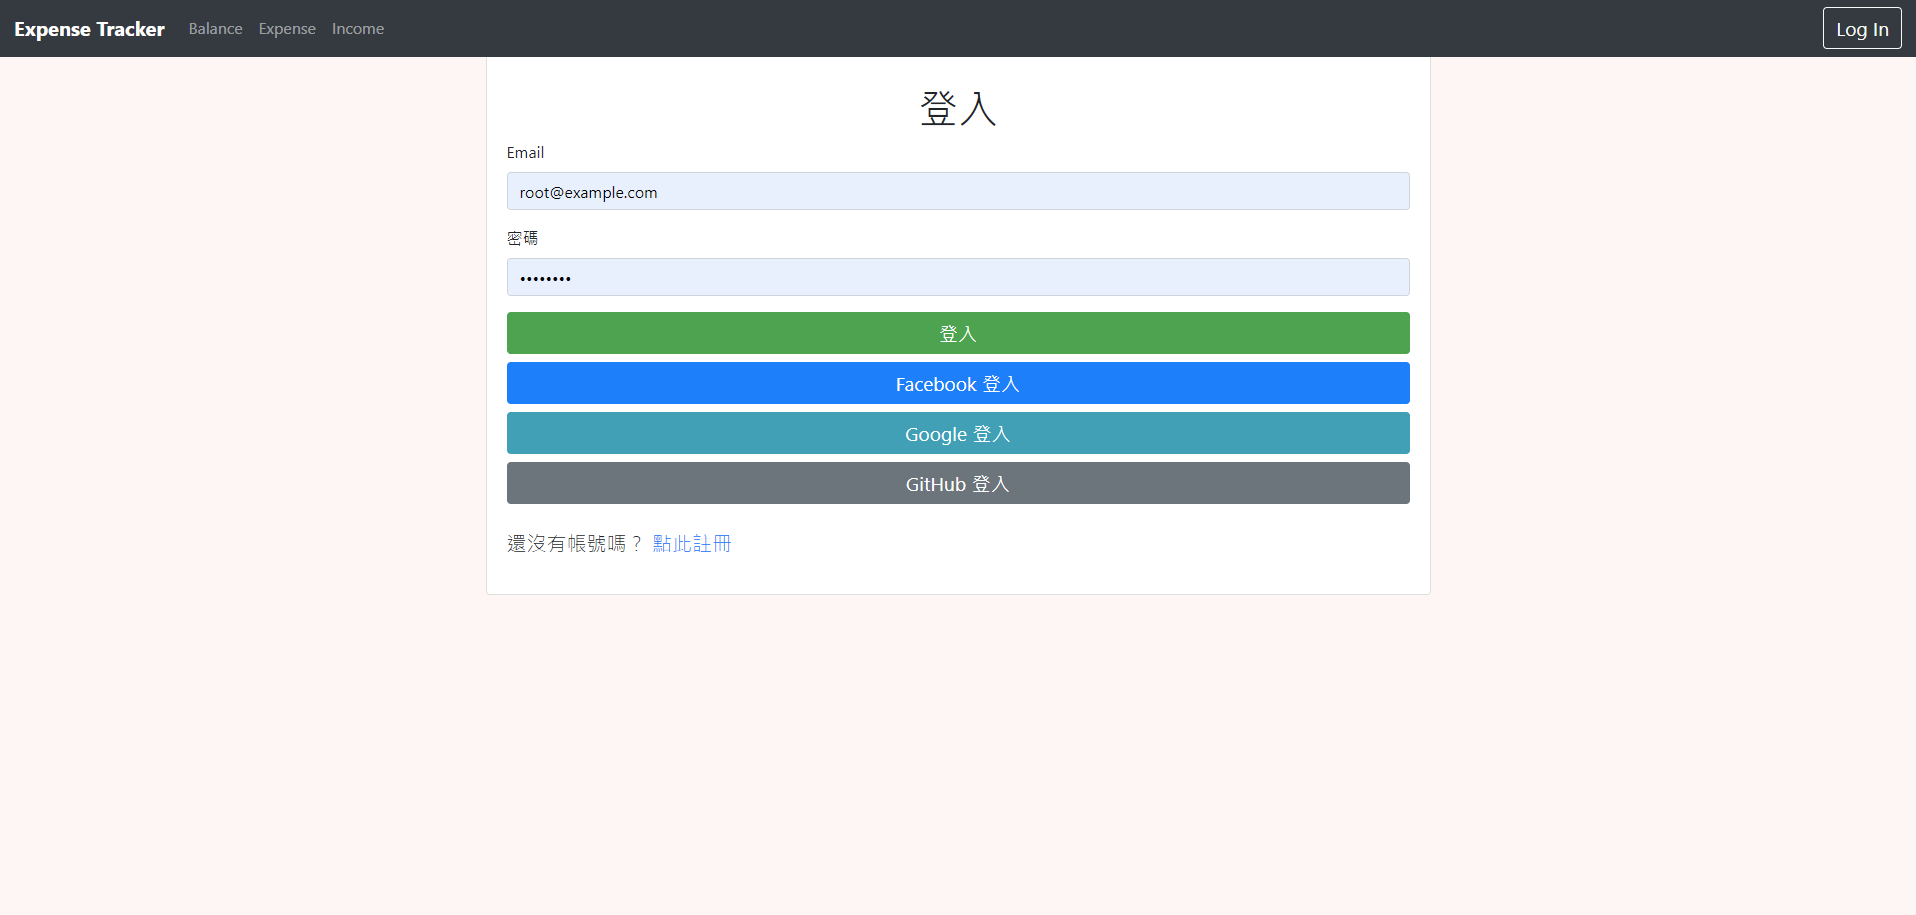 Expense Tracker Balance Expense Income Log In
登入
Email
root@example.com
密碼
••••••••
登入
Facebook 登入
Google 登入
GitHub 登入
還沒有帳號嗎？ 點此註冊